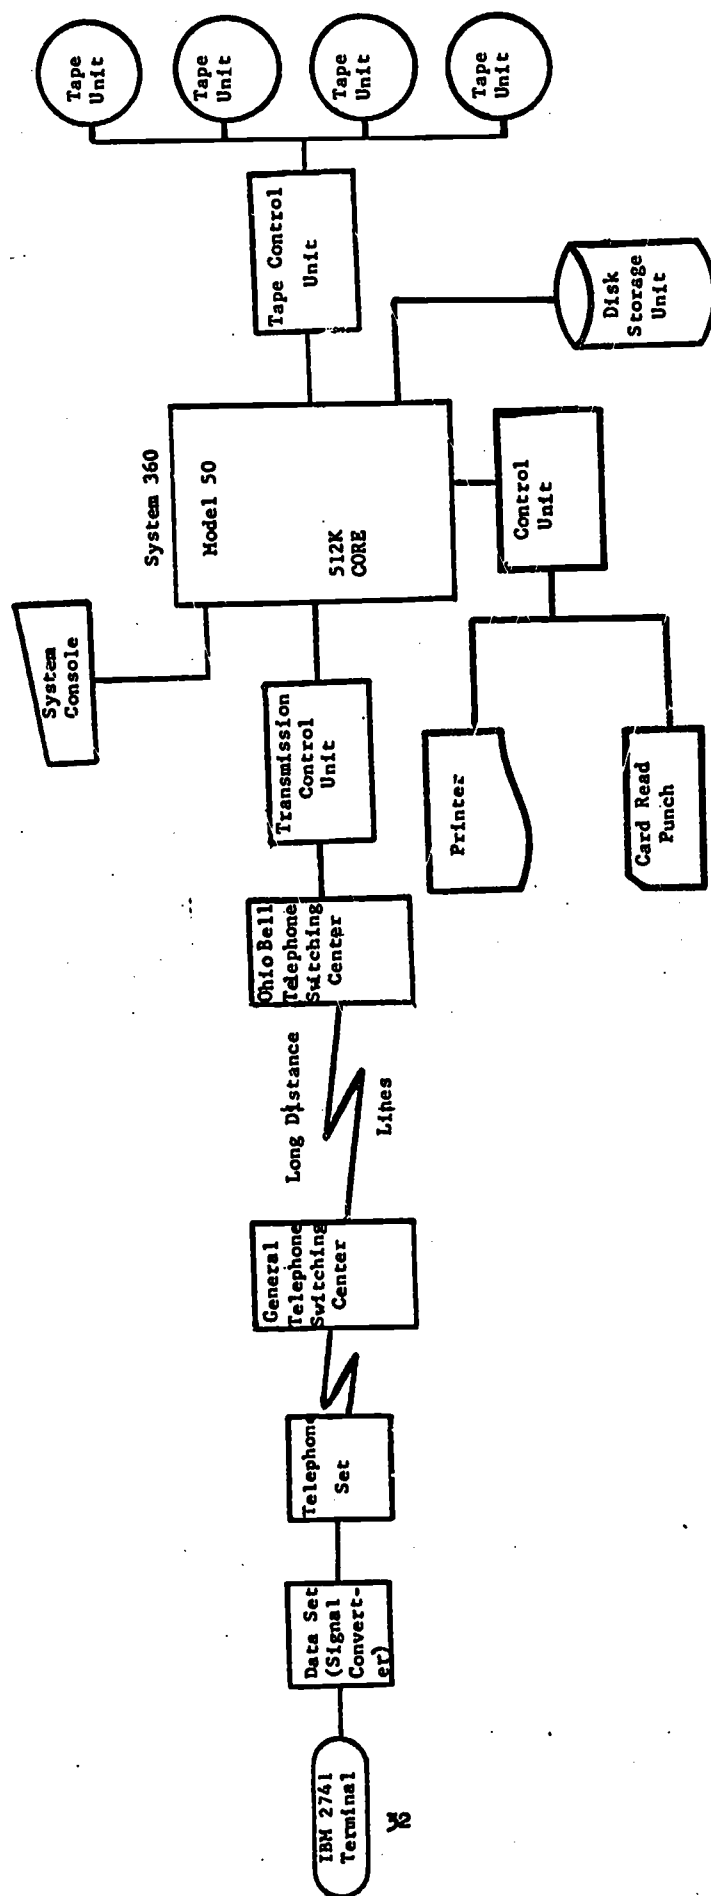 IBM 2741
Terminal
Data Set
(Signal
Convert-
er)
Telephone
Set
General
Telephone
Switching
Center
Long Distance
Lines
Ohio Bell
Telephone
Switching
Center
Transmission
Control
Unit
System
Console
System 360
Model 50
512K
CORE
Printer
Card Read
Punch
Control
Unit
Disk
Storage
Unit
Tape Control
Unit
Tape
Unit
Tape
Unit
Tape
Unit
Tape
Unit